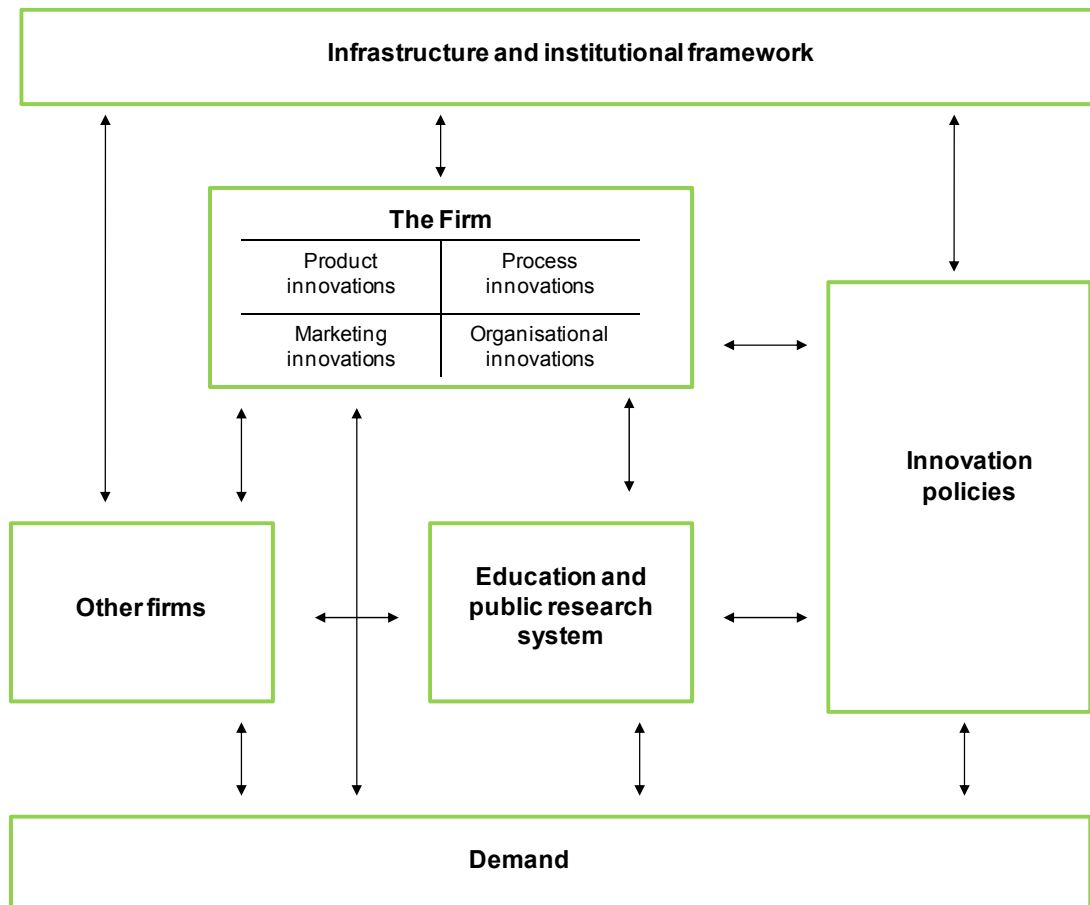 Infrastructure and institutional framework
The Firm
Product
innovations
Process
innovations
Marketing
innovations
Organisational
innovations
Innovation
policies
Other firms
Education and
public research
system
Demand